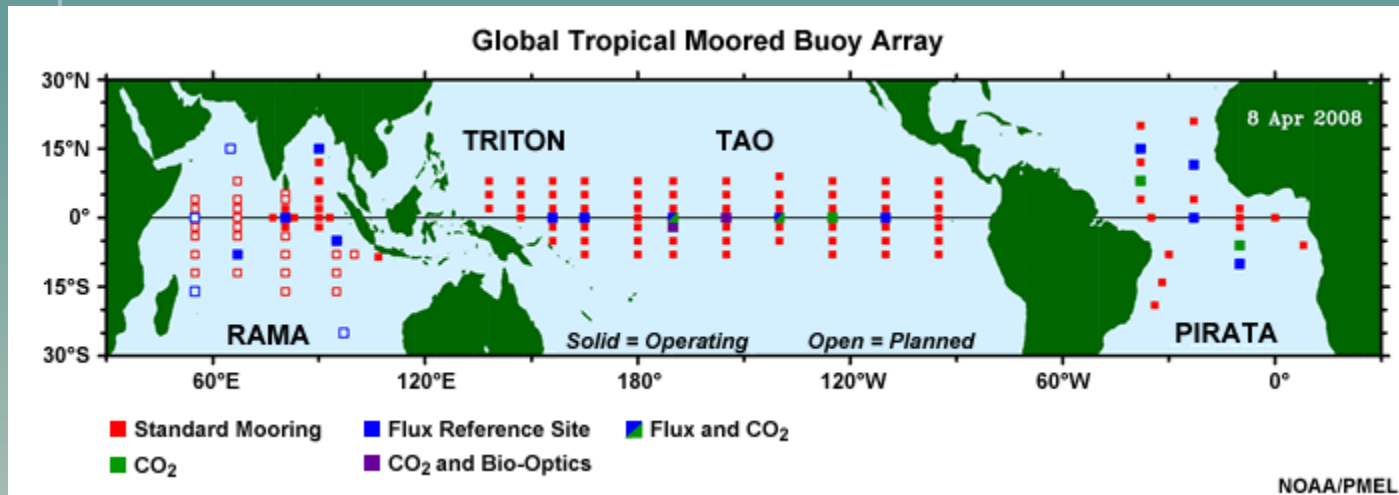 Global Tropical Moored Buoy Array
30°N
15°N
0°
15°S
30°S
TRITON
TAO
8 Apr 2008
RAMA
Solid = Operating
Open = Planned
PIRATA
60°E
120°E
180°
120°W
60°W
0°
Standard Mooring
Flux Reference Site
Flux and CO₂
CO₂
CO₂ and Bio-Optics
NOAA/PMEL